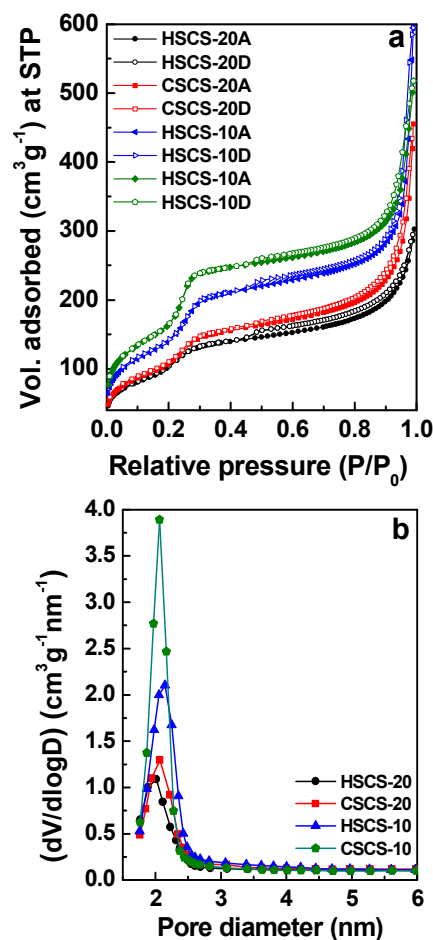 a
HSCS-20A
HSCS-20D
CSCS-20A
CSCS-20D
HSCS-10A
HSCS-10D
HSCS-10A
HSCS-10D
600
500
400
300
200
100
Vol. adsorbed (cm³g⁻¹) at STP
0.0 0.2 0.4 0.6 0.8 1.0
Relative pressure (P/P₀)
b
4.0
3.5
3.0
2.5
2.0
1.5
1.0
0.5
0.0
(dV/dlogD) (cm³g⁻¹nm⁻¹)
HSCS-20
CSCS-20
HSCS-10
CSCS-10
2 3 4 5 6
Pore diameter (nm)